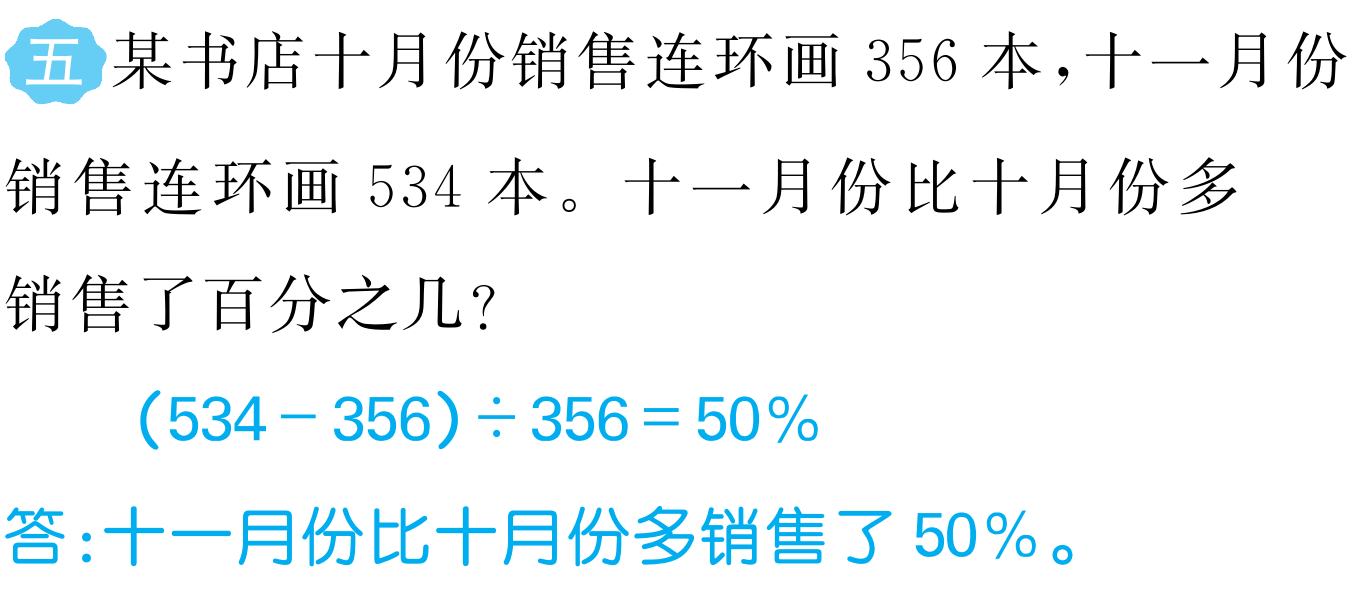 五 某书店十月份销售连环画 356 本,十一月份
销售连环画 534 本。十一月份比十月份多
销售了百分之几?
(534－356)÷356＝50%
答:十一月份比十月份多销售了 50%。